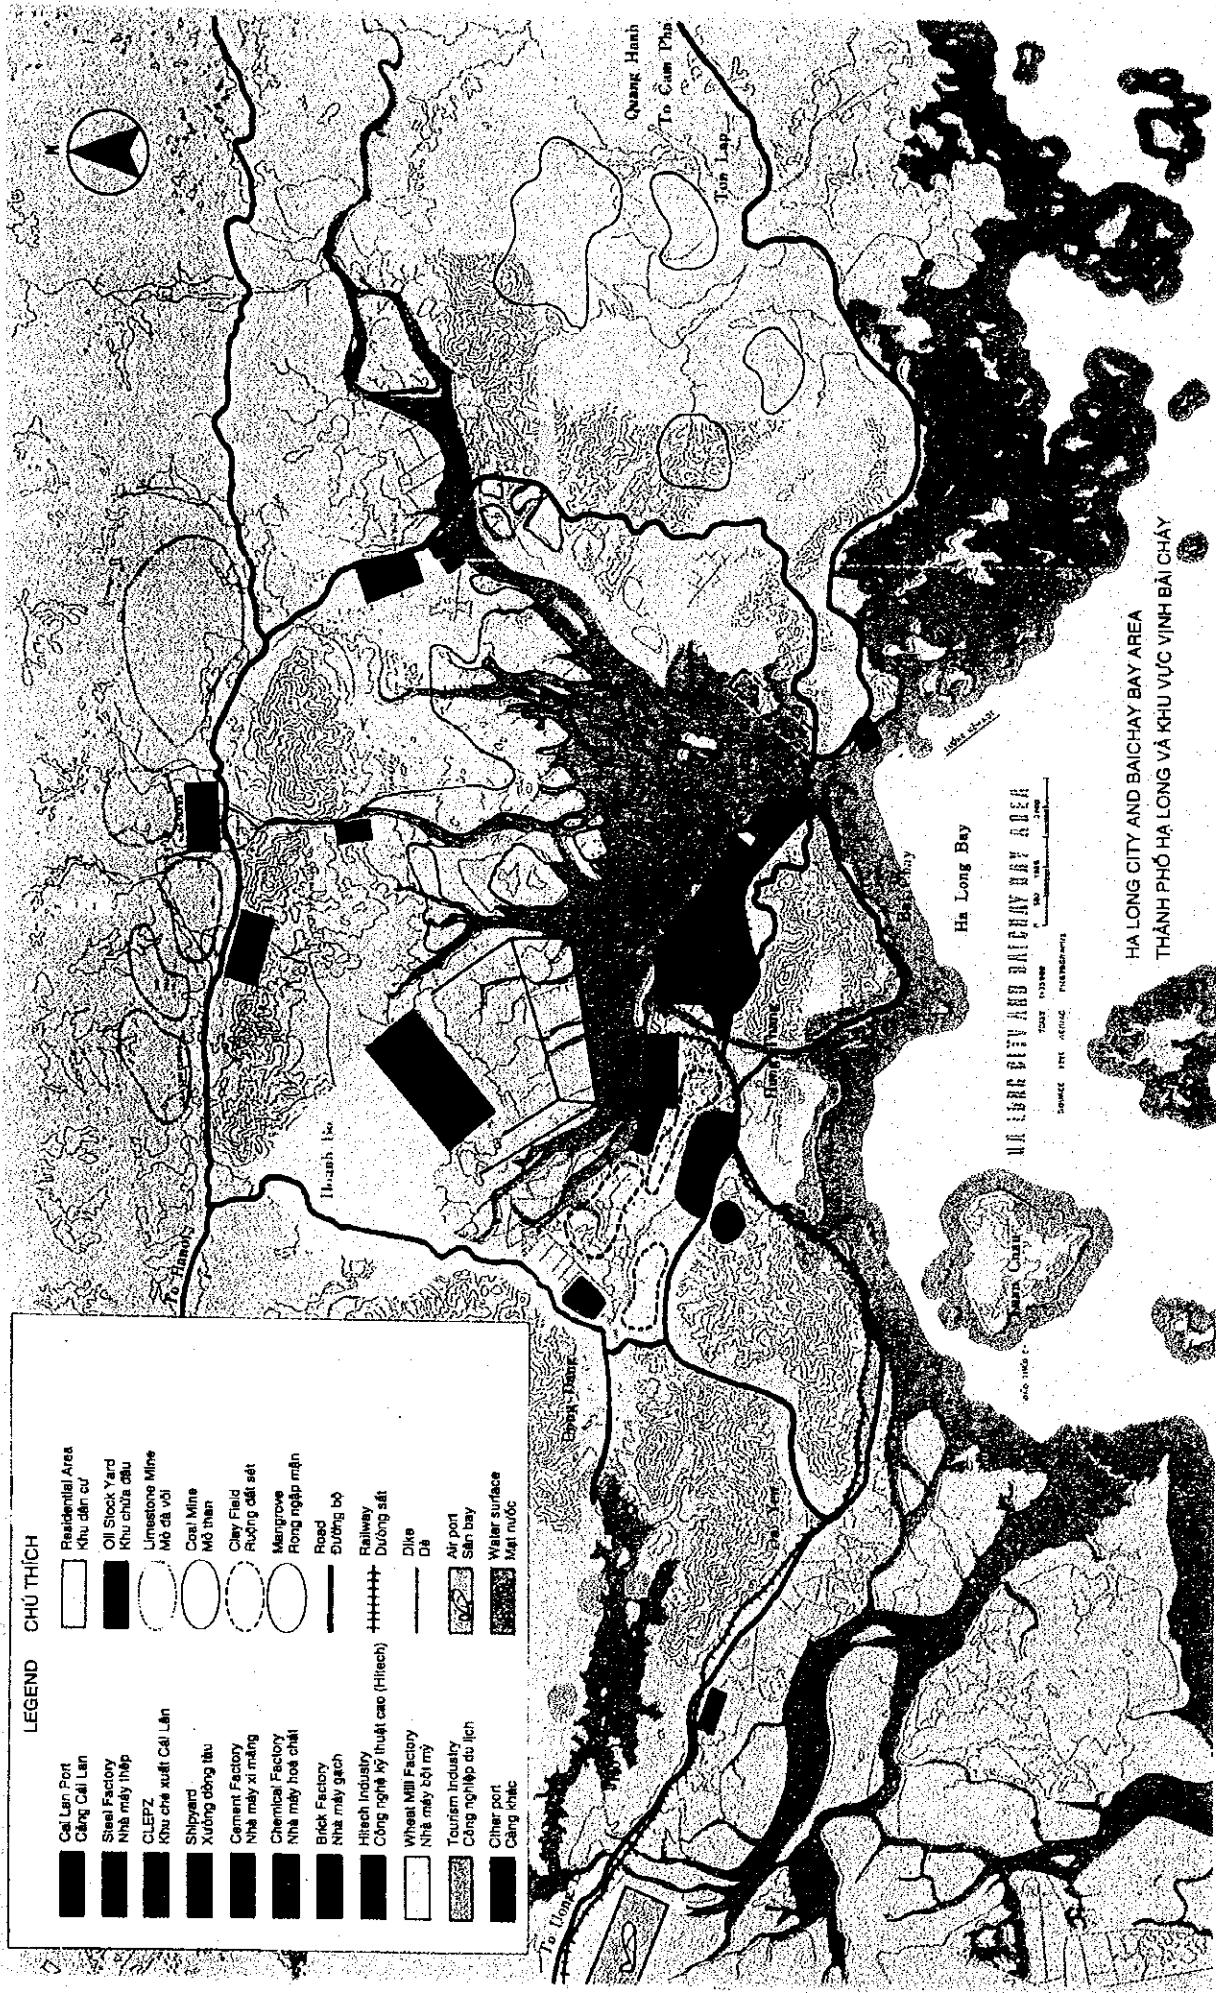 LEGEND CHÚ THÍCH
Cai Lan Port
Cảng Cái Lân
Steel Factory
Nhà máy thép
CLEPZ
Khu chế xuất Cái Lân
Shipyard
Xưởng đóng tàu
Cement Factory
Nhà máy xi măng
Chemical Factory
Nhà máy hoá chất
Brick Factory
Nhà máy gạch
Hitech Industry
Công nghệ kỹ thuật cao (Hitech)
Wheat Mill Factory
Nhà máy bột mỳ
Tourism Industry
Công nghiệp du lịch
Other port
Cảng khác
Residential Area
Khu dân cư
Oil Stock Yard
Khu chứa dầu
Limestone Mine
Mỏ đá vôi
Coal Mine
Mỏ than
Clay Field
Ruộng đất sét
Mangrove
Rong ngập mặn
Road
Đường bộ
Railway
Đường sắt
Dike
Đê
Air port
Sân bay
Water surface
Mặt nước
N
To Hanoi
Hoanh Bo
Quang Hanh
To Cam Pha
Ha Long Bay
HA LONG CITY AND BAICHAY BAY AREA
HA LONG CITY AND BAICHAY BAY AREA
THÀNH PHỐ HẠ LONG VÀ KHU VỰC VỊNH BÃI CHÁY